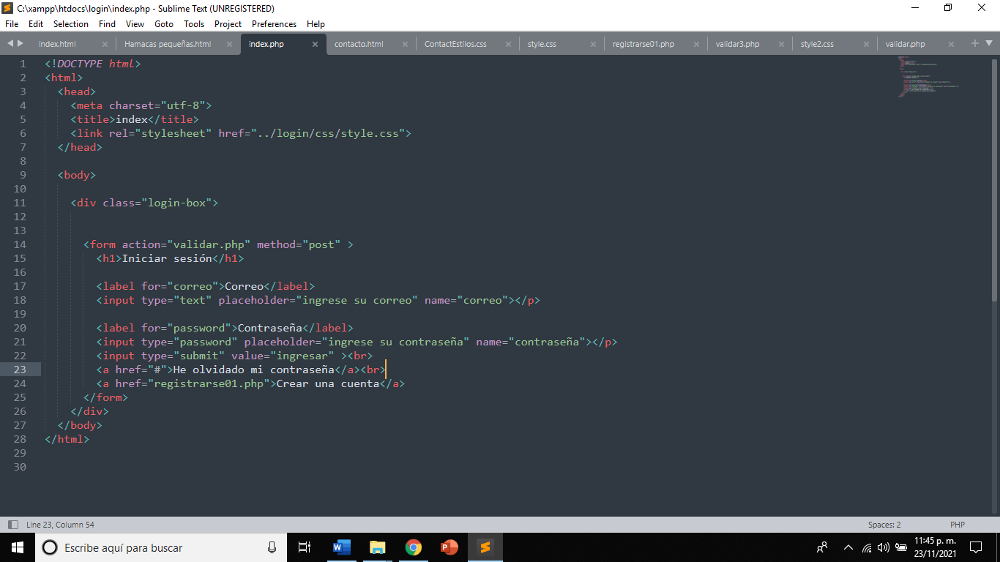 C:\xampp\htdocs\login\index.php - Sublime Text (UNREGISTERED)
File Edit Selection Find View Goto Tools Project Preferences Help
index.html Hamacas pequeñas.html index.php contacto.html ContactEstilos.css style.css registrarse01.php validar3.php style2.css validar.php
1 <!DOCTYPE html>
2 <html>
3 <head>
4 <meta charset="utf-8">
5 <title>index</title>
6 <link rel="stylesheet" href="../login/css/style.css">
7 </head>
8
9 <body>
10
11 <div class="login-box">
12
13
14 <form action="validar.php" method="post" >
15 <h1>Iniciar sesión</h1>
16
17 <label for="correo">Correo</label>
18 <input type="text" placeholder="ingrese su correo" name="correo"></p>
19
20 <label for="password">Contraseña</label>
21 <input type="password" placeholder="ingrese su contraseña" name="contraseña"></p>
22 <input type="submit" value="ingresar" ><br>
23 <a href="#">He olvidado mi contraseña</a><br>
24 <a href="registrarse01.php">Crear una cuenta</a>
25 </form>
26 </div>
27 </body>
28 </html>
29
30
Line 23, Column 54 Spaces: 2 PHP
Escribe aquí para buscar
11:45 p. m.
23/11/2021